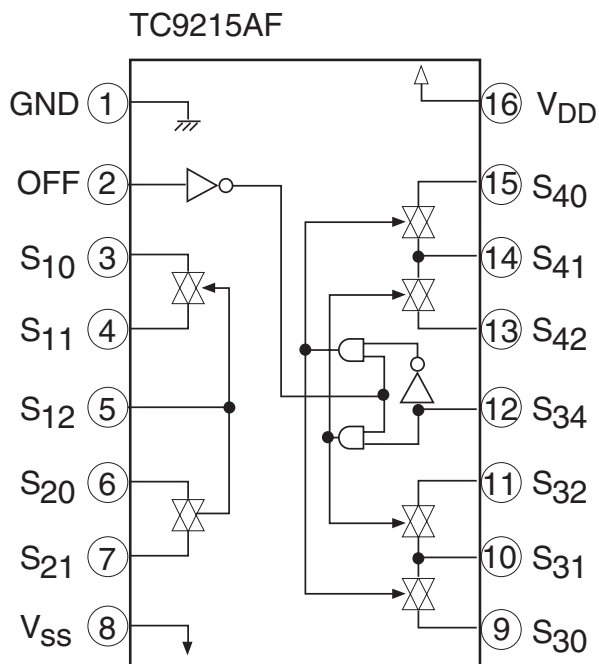 TC9215AF
GND 1
16 VDD
OFF 2
15 S40
S10 3
14 S41
S11 4
13 S42
S12 5
12 S34
S20 6
11 S32
S21 7
10 S31
VSS 8
9 S30